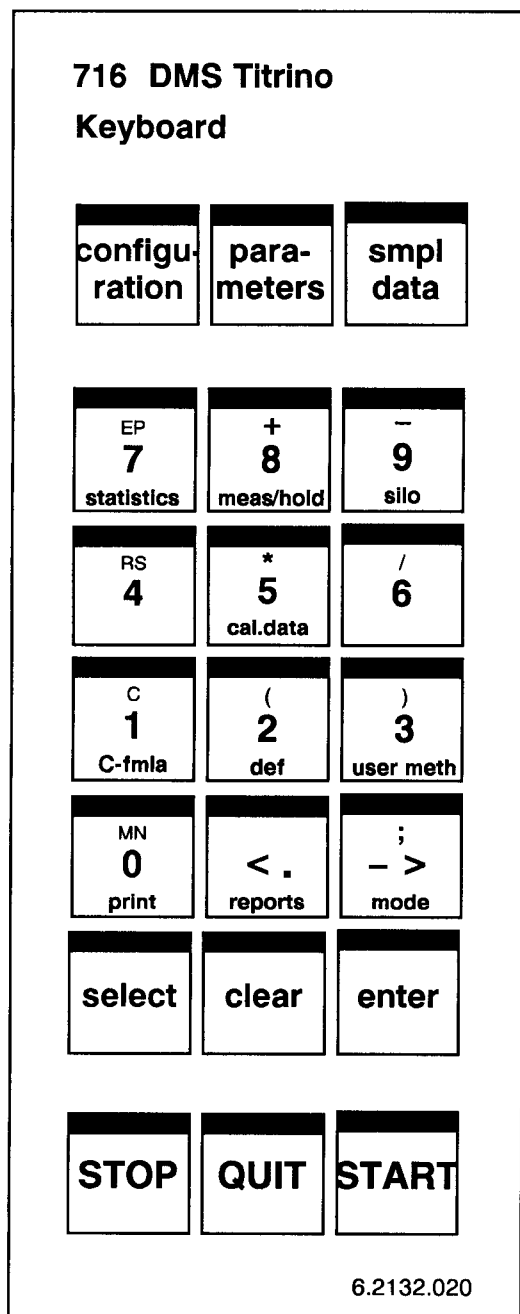 716 DMS Titrino
Keyboard
configu-
ration
para-
meters
smpl
data
EP
7
statistics
+
8
meas/hold
−
9
silo
RS
4
*
5
cal.data
/
6
C
1
C-fmla
(
2
def
)
3
user meth
MN
0
print
< .
reports
;
− >
mode
select
clear
enter
STOP
QUIT
START
6.2132.020